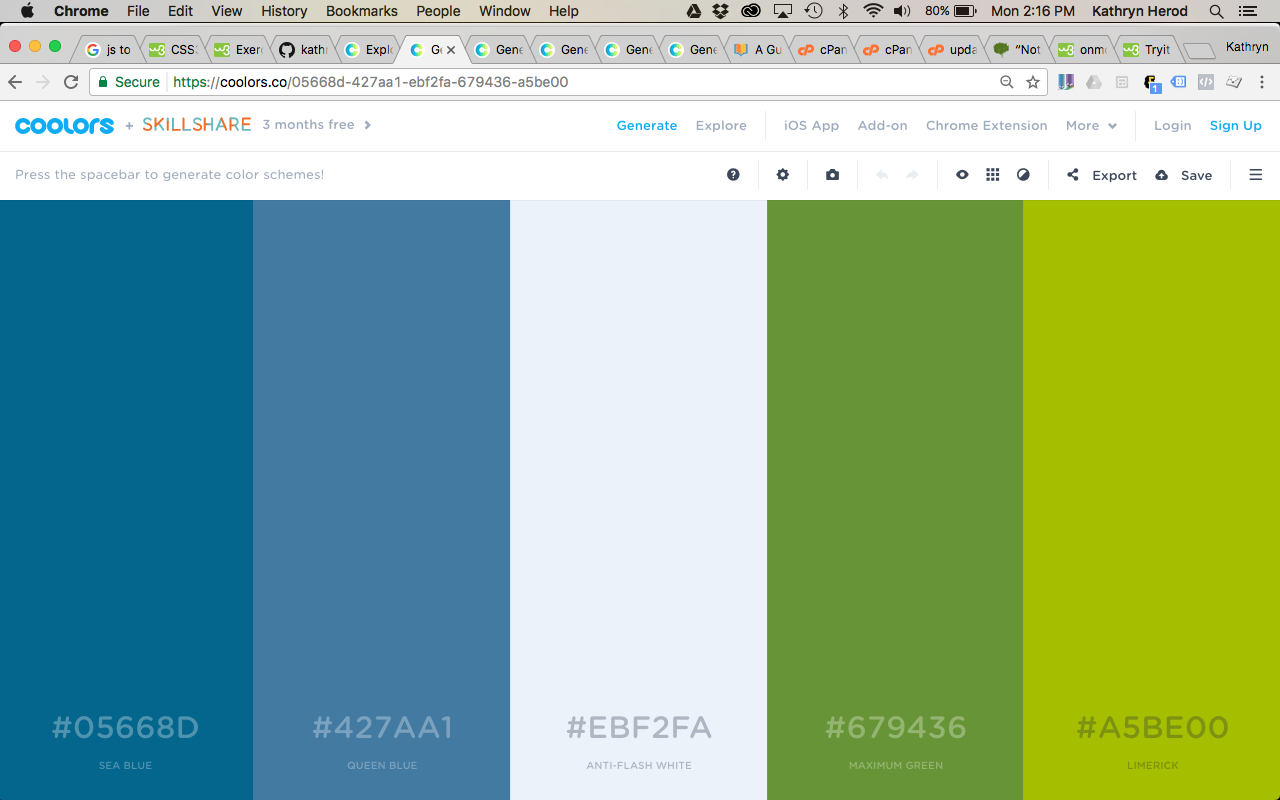 Chrome File Edit View History Bookmarks People Window Help 80% Mon 2:16 PM Kathryn Herod
js to CSS: Exer kathr Explo Ge Gene Gene Gene Gene A Gu cPan cPan upda "Not onmo Tryit Kathryn
Secure https://coolors.co/05668d-427aa1-ebf2fa-679436-a5be00 1
coolors + SKILLSHARE 3 months free Generate Explore iOS App Add-on Chrome Extension More Login Sign Up
Press the spacebar to generate color schemes! Export Save
#05668D #427AA1 #EBF2FA #679436 #A5BE00
SEA BLUE QUEEN BLUE ANTI-FLASH WHITE MAXIMUM GREEN LIMERICK